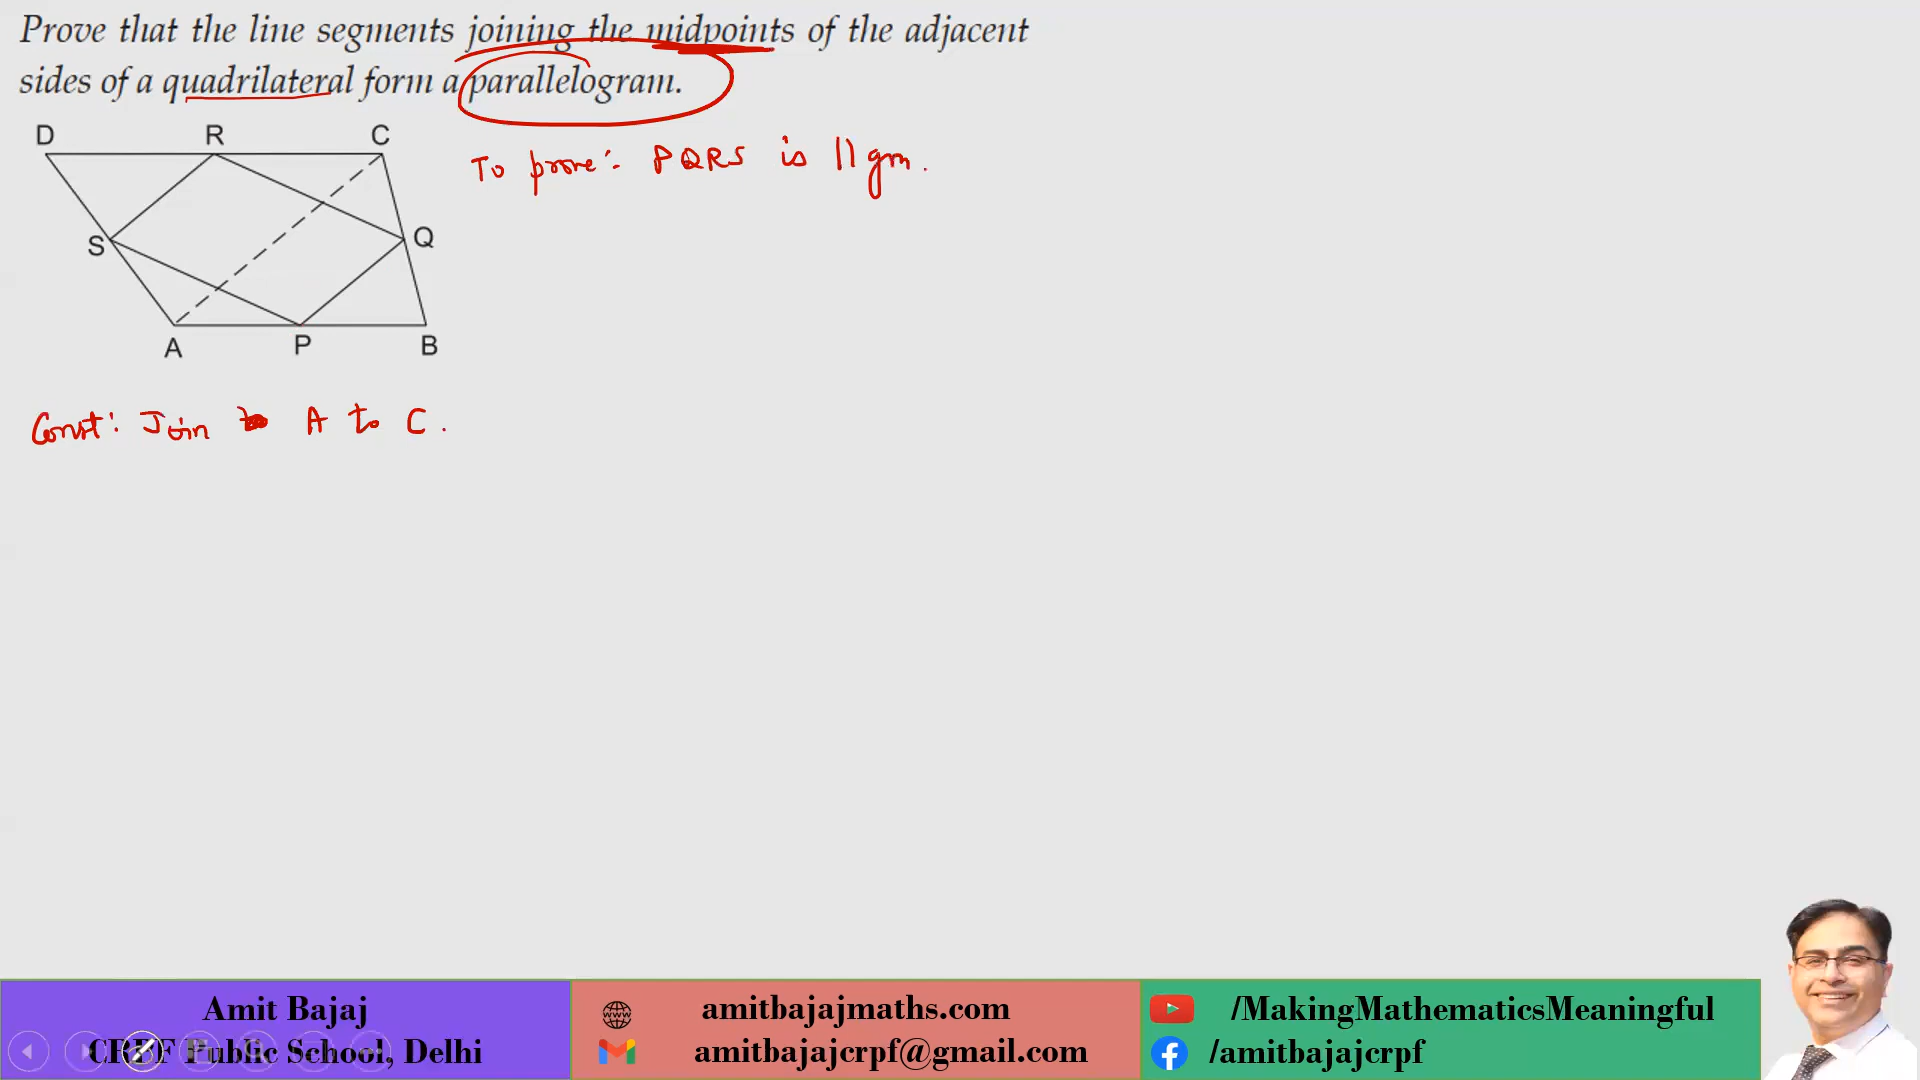 Prove that the line segments joining the midpoints of the adjacent
sides of a quadrilateral form a parallelogram.
D R C
To prove:- PQRS is ||gm.
S Q
A P B
Const: Join A to C.
Amit Bajaj
CRPF Public School, Delhi
www
amitbajajmaths.com
amitbajajcrpf@gmail.com
/MakingMathematicsMeaningful
/amitbajajcrpf